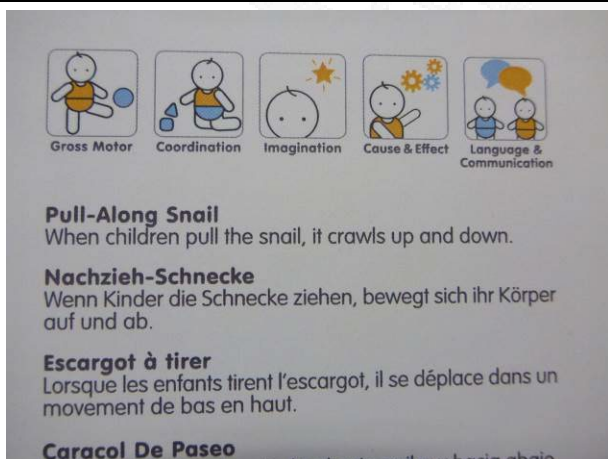 Gross Motor
Coordination
Imagination
Cause & Effect
Language &
Communication
Pull-Along Snail
When children pull the snail, it crawls up and down.
Nachzieh-Schnecke
Wenn Kinder die Schnecke ziehen, bewegt sich ihr Körper
auf und ab.
Escargot à tirer
Lorsque les enfants tirent l'escargot, il se déplace dans un
movement de bas en haut.
Caracol De Paseo
abajo